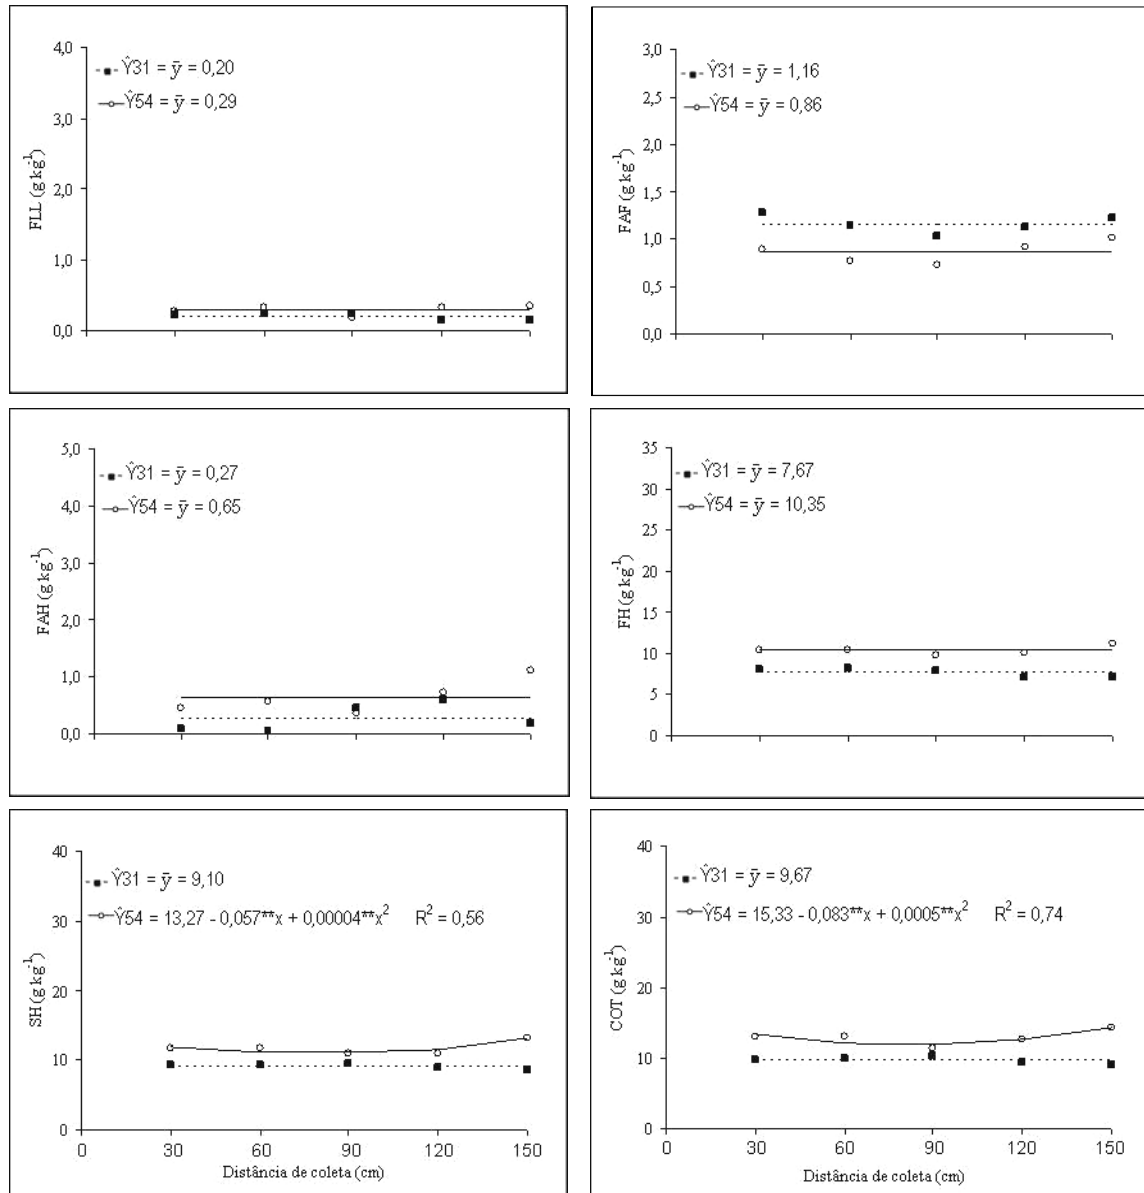 4,0
3,0
2,0
1,0
0,0
FLL (g kg⁻¹)
Ŷ31 = ȳ = 0,20
Ŷ54 = ȳ = 0,29
3,0
2,5
2,0
1,5
1,0
0,5
0,0
FAF (g kg⁻¹)
Ŷ31 = ȳ = 1,16
Ŷ54 = ȳ = 0,86
5,0
4,0
3,0
2,0
1,0
0,0
FAH (g kg⁻¹)
Ŷ31 = ȳ = 0,27
Ŷ54 = ȳ = 0,65
35
30
25
20
15
10
5
0
FH (g kg⁻¹)
Ŷ31 = ȳ = 7,67
Ŷ54 = ȳ = 10,35
40
30
20
10
0
SH (g kg⁻¹)
Ŷ31 = ȳ = 9,10
Ŷ54 = 13,27 - 0,057**x + 0,00004**x² R² = 0,56
0 30 60 90 120 150
Distância de coleta (cm)
40
30
20
10
0
COT (g kg⁻¹)
Ŷ31 = ȳ = 9,67
Ŷ54 = 15,33 - 0,083**x + 0,0005**x² R² = 0,74
0 30 60 90 120 150
Distância de coleta (cm)